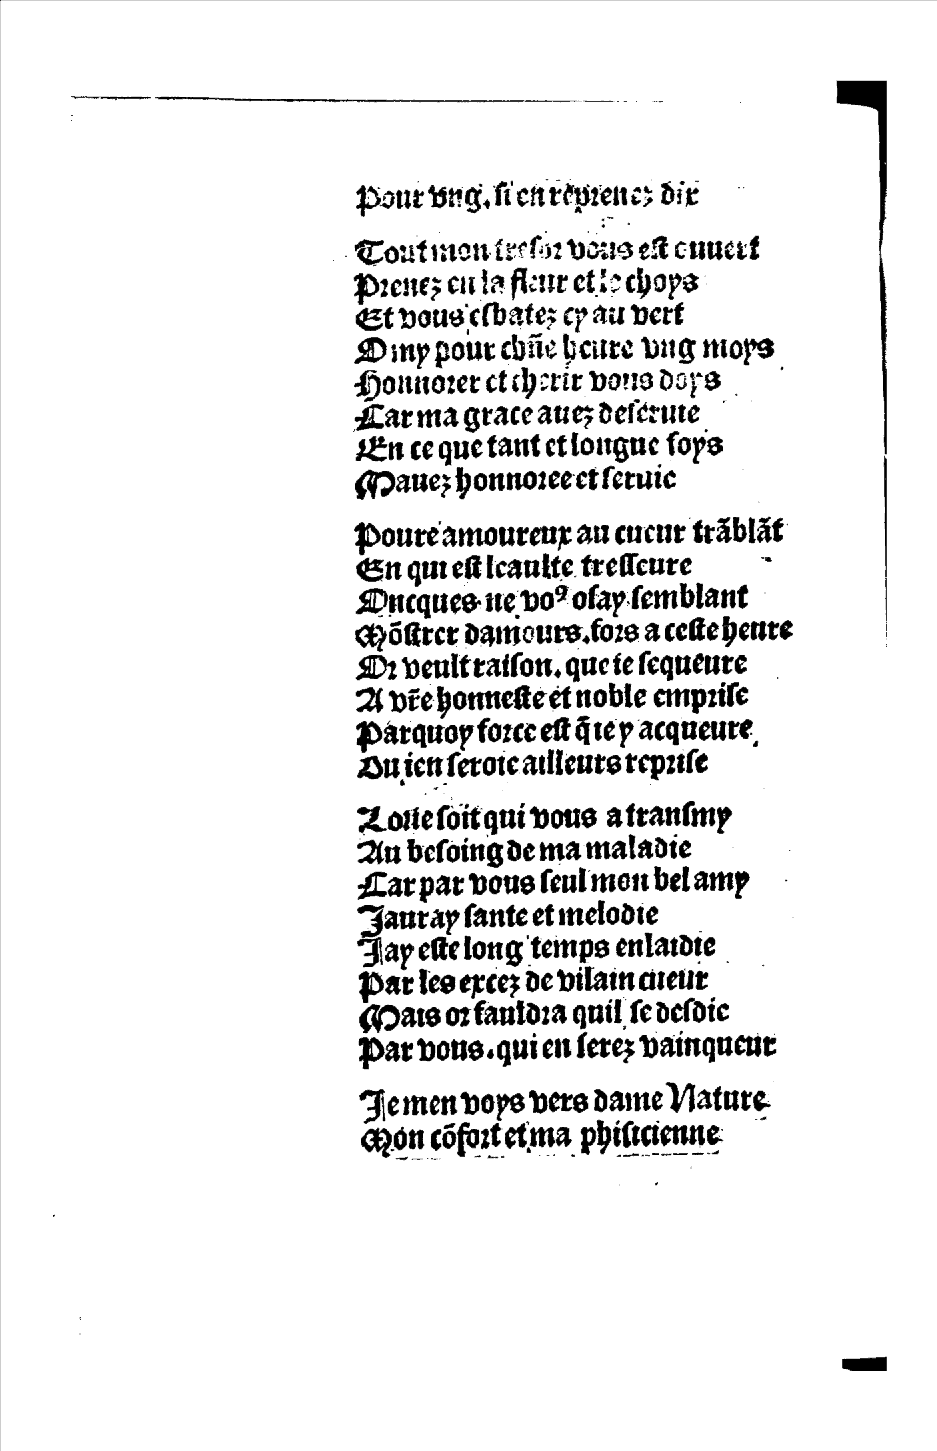 Pour vng, si en reprenez dix
Tout mon tresor vous est ouuert
Prenez en la fleur et le choys
Et vous esbatez cy au vert
O my pour chūe heure vng moys
Honnorer et cherir vous doys
Car ma grace auez deseruie
En ce que tant et longue foys
Mauez honnoree et seruie
Poure amoureux au cueur trãblãt
En qui est leaulte tresseure
Oncques ne vo⁹ osay semblant
Mõstrer damours, fors a ceste heure
Or veult raison, que ie sequeure
A vr̃e honneste et noble emprise
Parquoy force est q̃ ie y acqueure
Ou ien seroie ailleurs reprise
Loue soit qui vous a transmy
Au besoing de ma maladie
Car par vous seul mon bel amy
Jauray sante et melodie
Jay este long temps enlaidie
Par les excez de vilain cueur
Mais or fauldra quil se desdie
Par vous, qui en serez vainqueur
Je men voys vers dame Nature
Mon cõfort et ma phisicienne